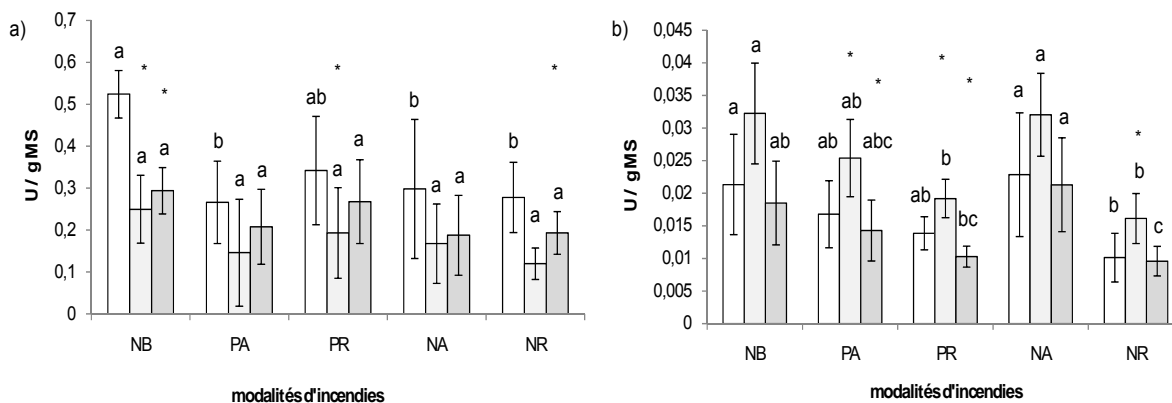 a)
0,7
0,6
0,5
0,4
0,3
0,2
0,1
0
U / gMS
a
*
*
a
a
b
a
a
ab
*
a
a
b
a
a
b
*
a
a
NB PA PR NA NR
modalités d'incendies
b)
0,045
0,04
0,035
0,03
0,025
0,02
0,015
0,01
0,005
0
U / gMS
a
a
ab
*
*
ab
ab
abc
*
*
ab
b
bc
a
a
a
*
b
b
c
NB PA PR NA NR
modalités d'incendies